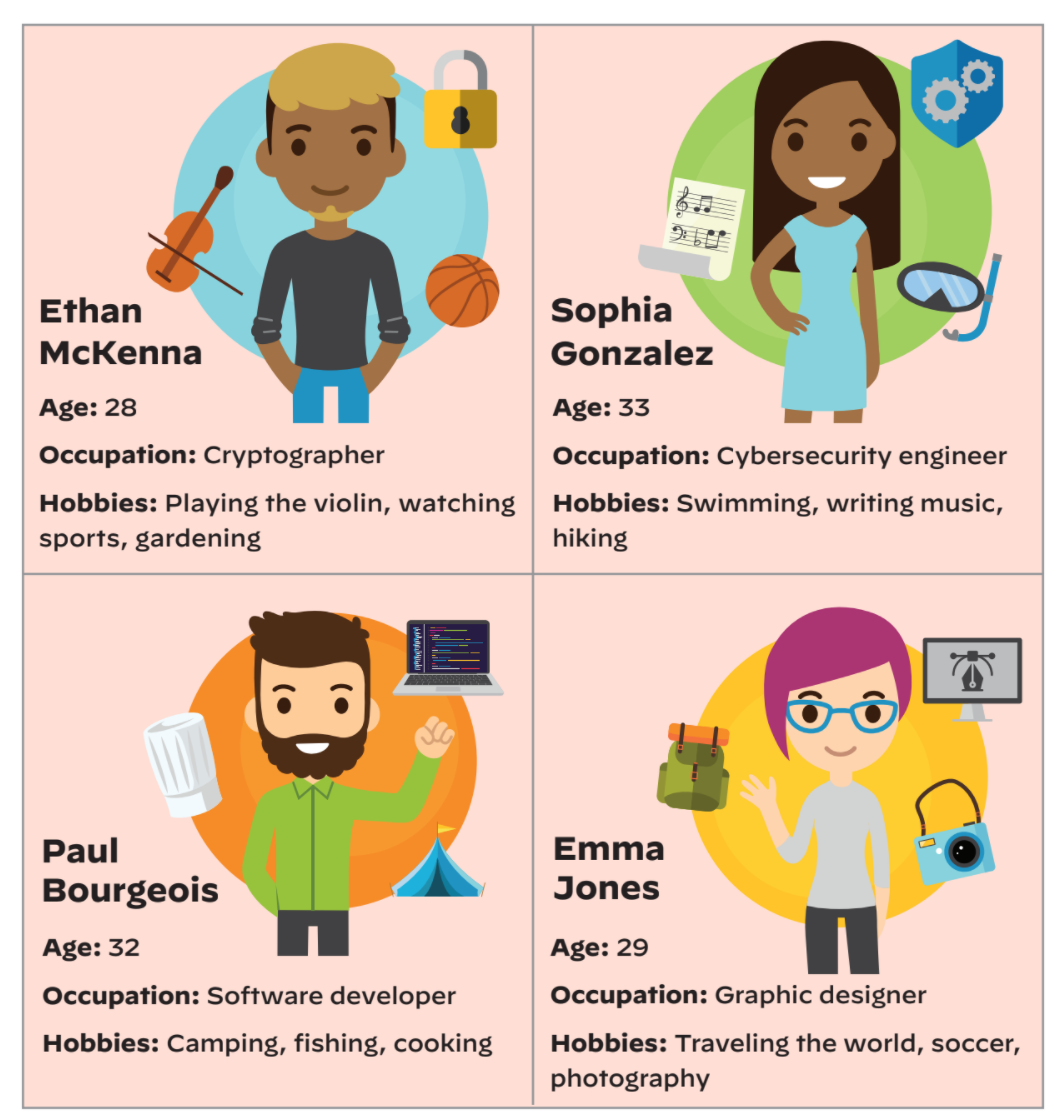 Ethan
McKenna
Age: 28
Occupation: Cryptographer
Hobbies: Playing the violin, watching
sports, gardening
Sophia
Gonzalez
Age: 33
Occupation: Cybersecurity engineer
Hobbies: Swimming, writing music,
hiking
Paul
Bourgeois
Age: 32
Occupation: Software developer
Hobbies: Camping, fishing, cooking
Emma
Jones
Age: 29
Occupation: Graphic designer
Hobbies: Traveling the world, soccer,
photography